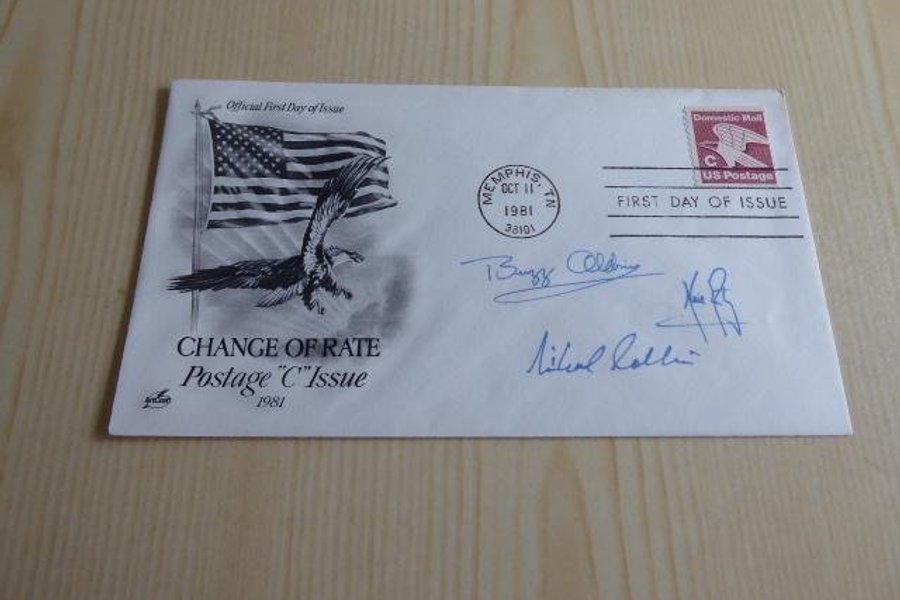 Official First Day of Issue
Domestic Mail
C
US Postage
MEMPHIS, TN
OCT 11
1981
38101
FIRST DAY OF ISSUE
Buzz Aldrin
Michael Collins
CHANGE OF RATE
Postage "C" Issue
1981
ArtCraft